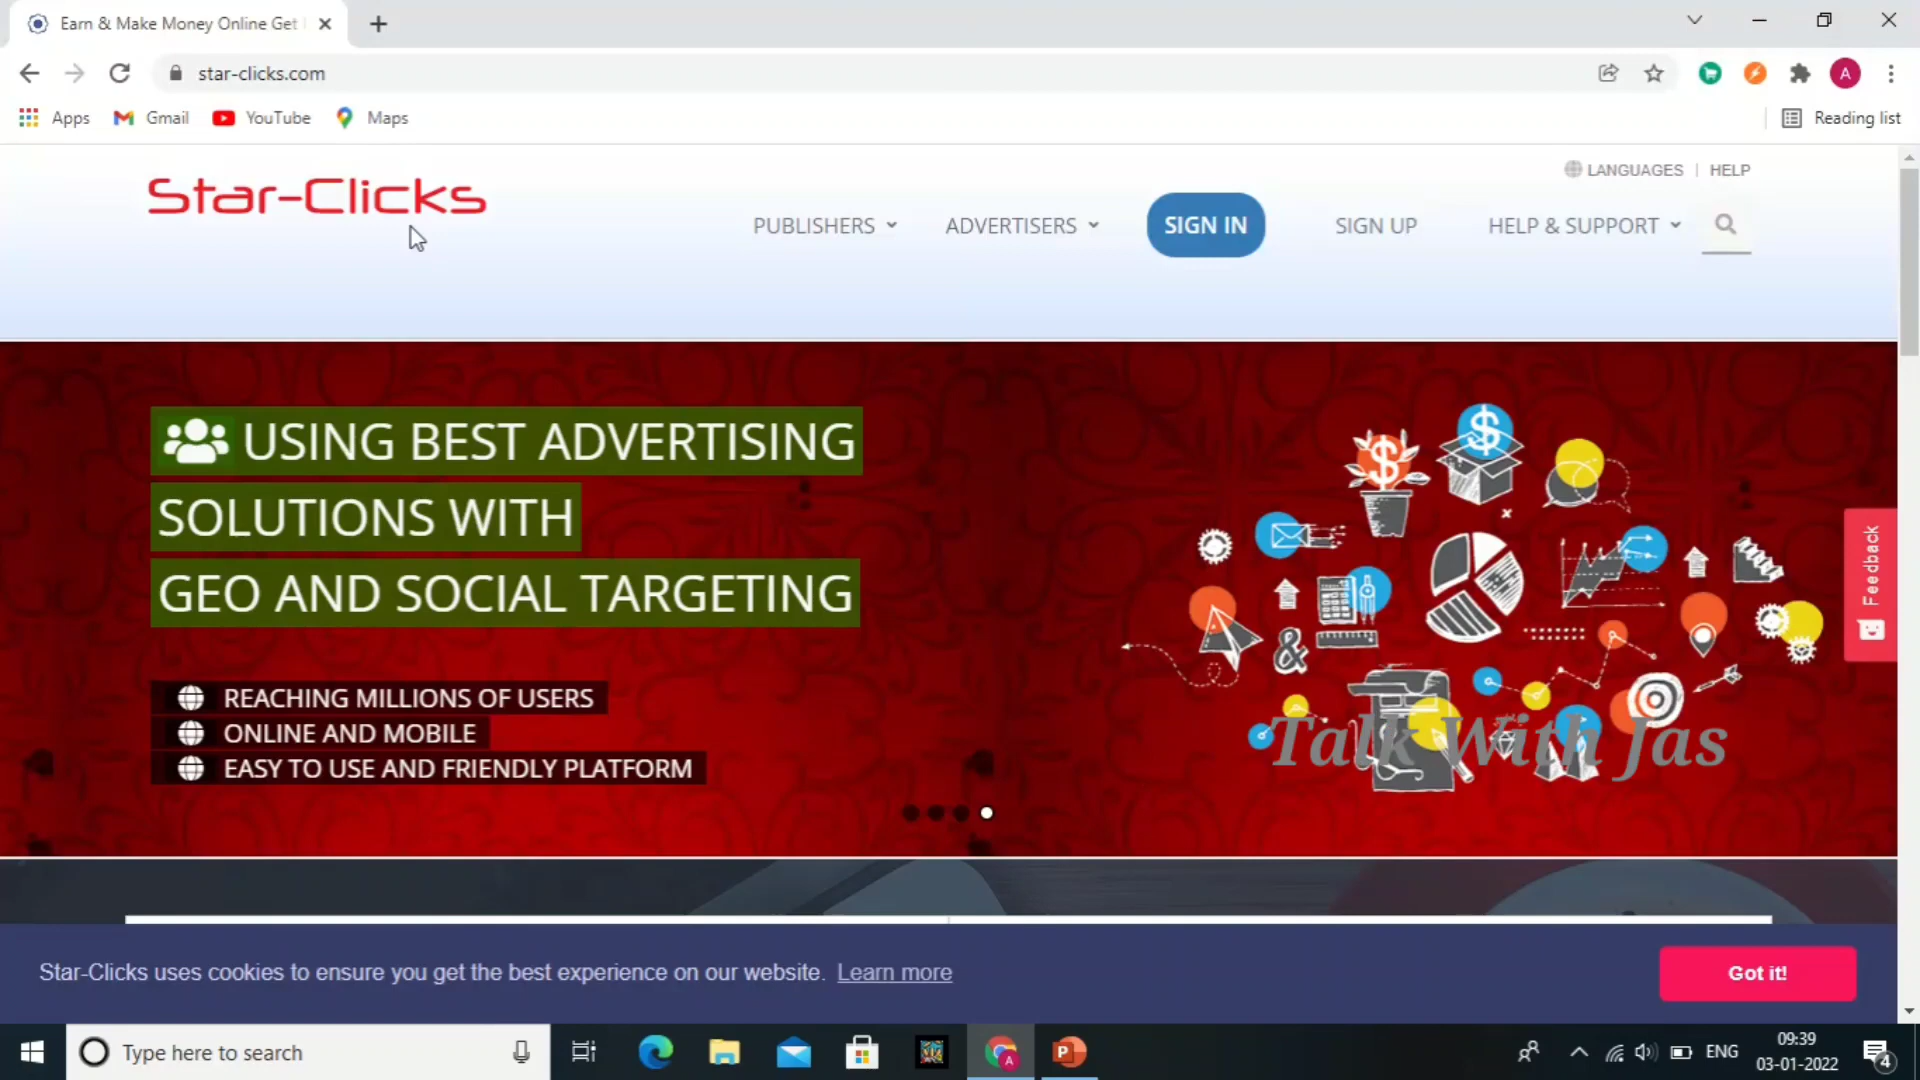 Earn & Make Money Online Get
star-clicks.com
Apps Gmail YouTube Maps Reading list
LANGUAGES | HELP
Star-Clicks
PUBLISHERS ADVERTISERS SIGN IN SIGN UP HELP & SUPPORT
USING BEST ADVERTISING
SOLUTIONS WITH
GEO AND SOCIAL TARGETING
REACHING MILLIONS OF USERS
ONLINE AND MOBILE
EASY TO USE AND FRIENDLY PLATFORM
Feedback
Talk With Jas
Star-Clicks uses cookies to ensure you get the best experience on our website. Learn more
Got it!
Type here to search
ENG
09:39
03-01-2022
4
A